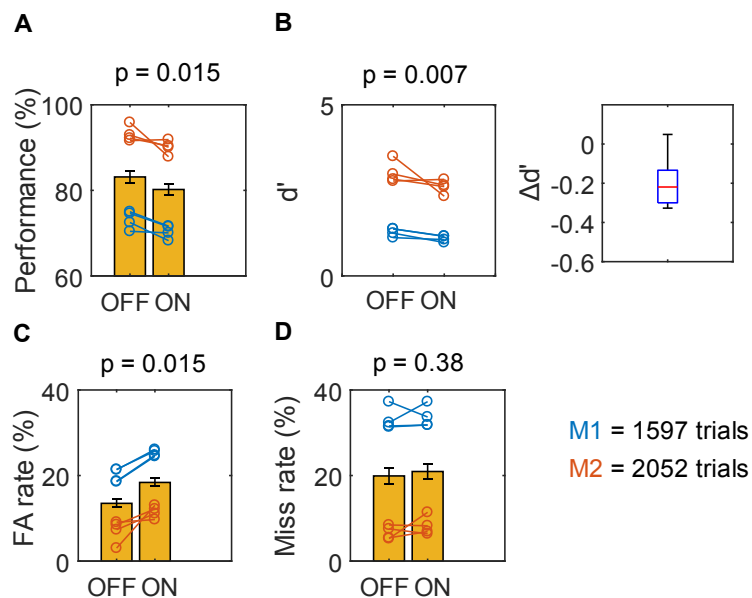 A
B
p = 0.015
p = 0.007
Performance (%)
100
80
60
OFF ON
d'
5
0
OFF ON
Δd'
0
-0.2
-0.4
-0.6
C
D
p = 0.015
p = 0.38
FA rate (%)
40
20
0
OFF ON
Miss rate (%)
40
20
0
OFF ON
M1 = 1597 trials
M2 = 2052 trials